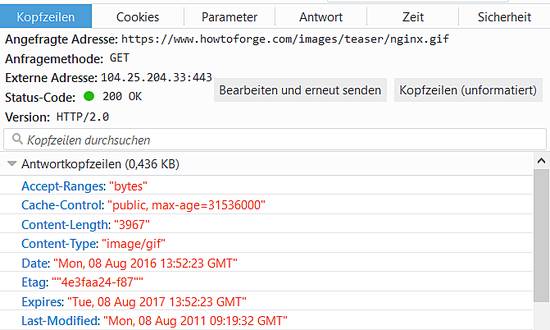 Kopfzeilen Cookies Parameter Antwort Zeit Sicherheit
Angefragte Adresse: https://www.howtoforge.com/images/teaser/nginx.gif
Anfragemethode: GET
Externe Adresse: 104.25.204.33:443
Status-Code: 200 OK
Bearbeiten und erneut senden Kopfzeilen (unformatiert)
Version: HTTP/2.0
Kopfzeilen durchsuchen
Antwortkopfzeilen (0,436 KB)
Accept-Ranges: "bytes"
Cache-Control: "public, max-age=31536000"
Content-Length: "3967"
Content-Type: "image/gif"
Date: "Mon, 08 Aug 2016 13:52:23 GMT"
Etag: ""4e3faa24-f87""
Expires: "Tue, 08 Aug 2017 13:52:23 GMT"
Last-Modified: "Mon, 08 Aug 2011 09:19:32 GMT"